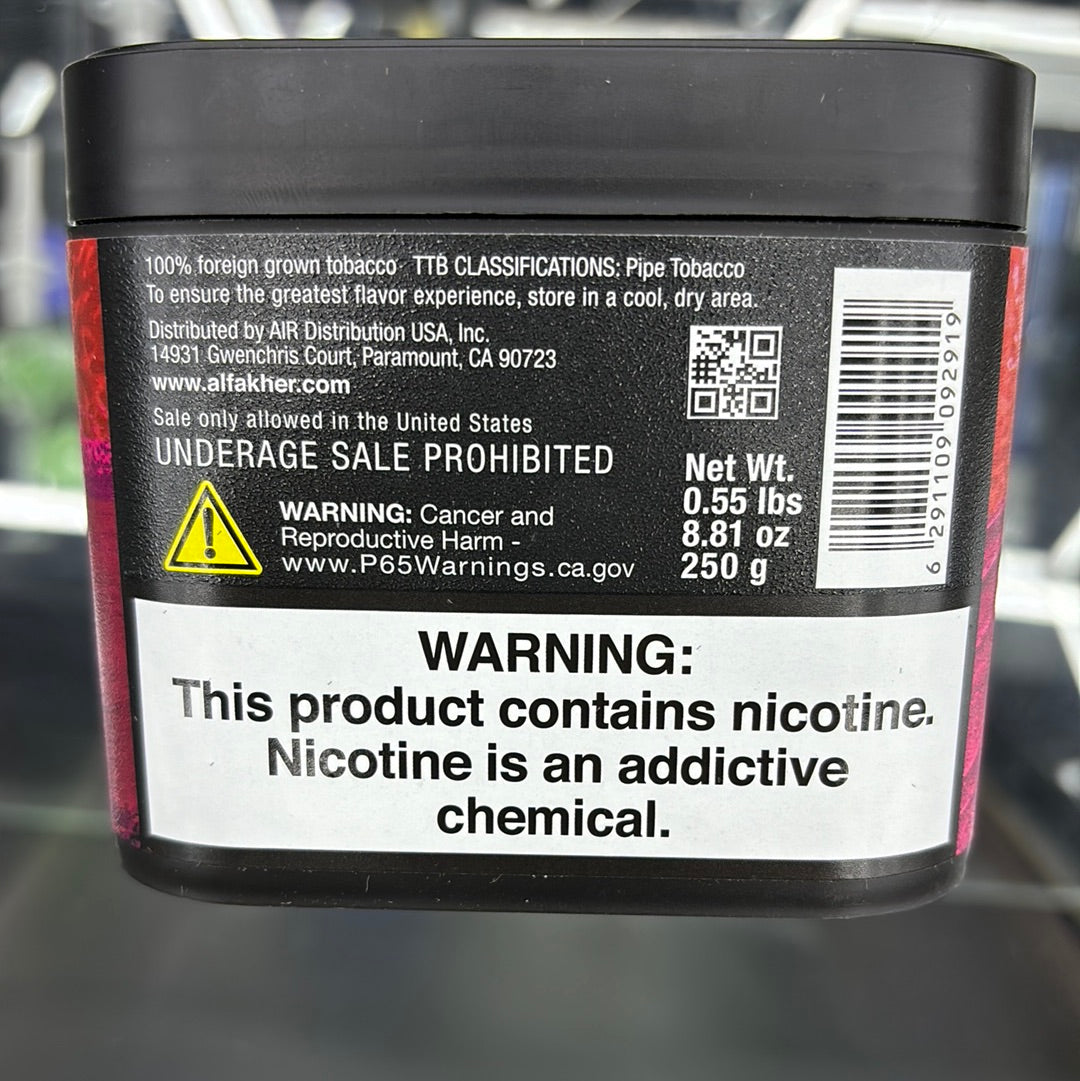 100% foreign grown tobacco TTB CLASSIFICATIONS: Pipe Tobacco
To ensure the greatest flavor experience, store in a cool, dry area.
Distributed by AIR Distribution USA, Inc.
14931 Gwenchris Court, Paramount, CA 90723
www.alfakher.com
Sale only allowed in the United States
UNDERAGE SALE PROHIBITED
WARNING: Cancer and
Reproductive Harm -
www.P65Warnings.ca.gov
Net Wt.
0.55 lbs
8.81 oz
250 g
6 291109 092919
WARNING:
This product contains nicotine.
Nicotine is an addictive
chemical.